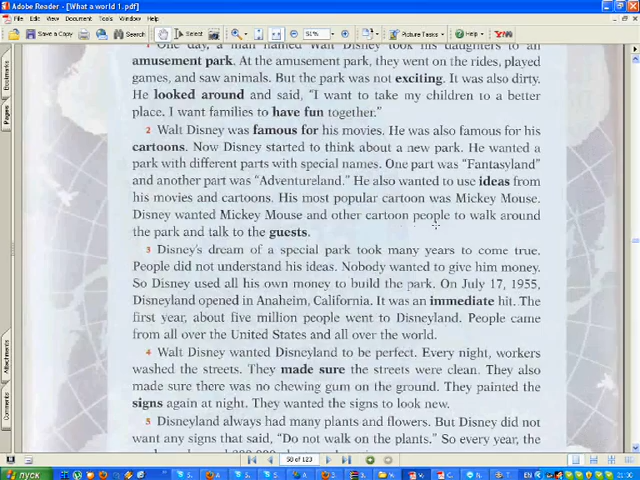 Adobe Reader - [What a world 1.pdf]
File Edit View Document Tools Window Help
Save a Copy Search Select 51% Picture Tasks Help
1 One day, a man named Walt Disney took his daughters to an
amusement park. At the amusement park, they went on the rides, played
games, and saw animals. But the park was not exciting. It was also dirty.
He looked around and said, “I want to take my children to a better
place. I want families to have fun together.”
2 Walt Disney was famous for his movies. He was also famous for his
cartoons. Now Disney started to think about a new park. He wanted a
park with different parts with special names. One part was “Fantasyland”
and another part was “Adventureland.” He also wanted to use ideas from
his movies and cartoons. His most popular cartoon was Mickey Mouse.
Disney wanted Mickey Mouse and other cartoon people to walk around
the park and talk to the guests.
3 Disney’s dream of a special park took many years to come true.
People did not understand his ideas. Nobody wanted to give him money.
So Disney used all his own money to build the park. On July 17, 1955,
Disneyland opened in Anaheim, California. It was an immediate hit. The
first year, about five million people went to Disneyland. People came
from all over the United States and all over the world.
4 Walt Disney wanted Disneyland to be perfect. Every night, workers
washed the streets. They made sure the streets were clean. They also
made sure there was no chewing gum on the ground. They painted the
signs again at night. They wanted the signs to look new.
5 Disneyland always had many plants and flowers. But Disney did not
want any signs that said, “Do not walk on the plants.” So every year, the
Bookmarks
Pages
Attachments
Comments
50 of 123
пуск
EN